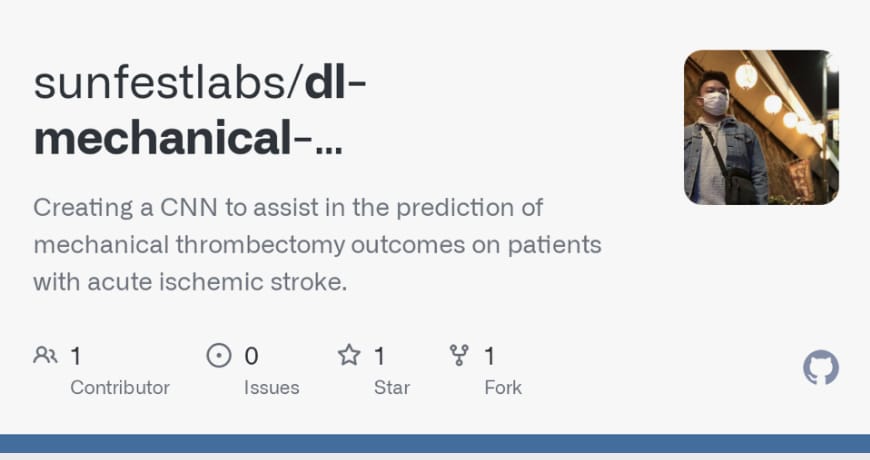 sunfestlabs/dl-
mechanical-...
Creating a CNN to assist in the prediction of
mechanical thrombectomy outcomes on patients
with acute ischemic stroke.
1 0 1 1
Contributor Issues Star Fork